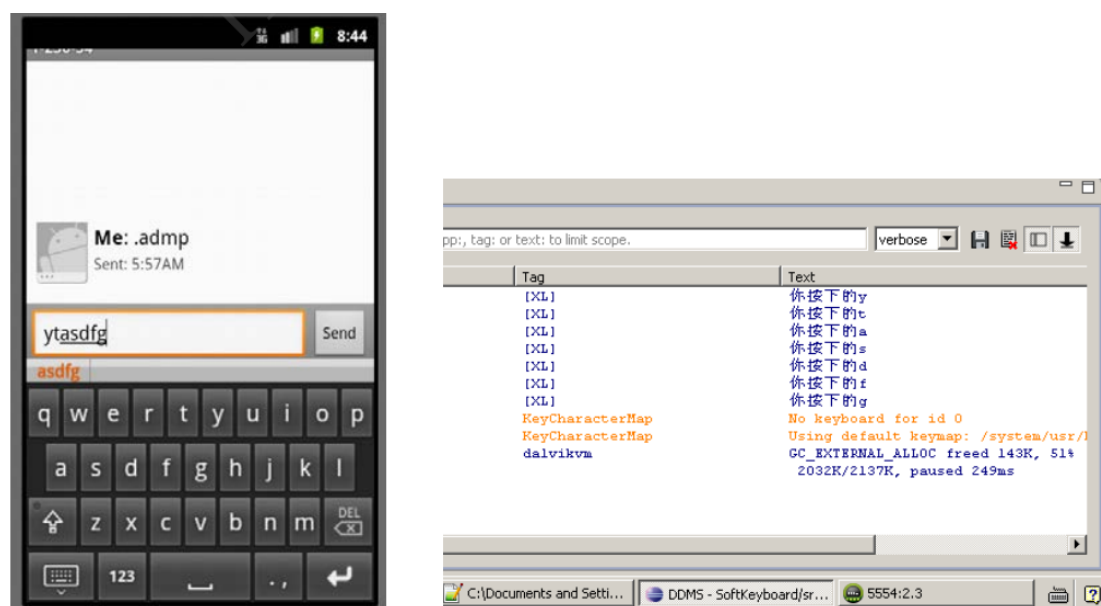 3G 8:44
1-256-54
Me: .admp
Sent: 5:57AM
ytasdfg
Send
asdfg
q w e r t y u i o p
a s d f g h j k l
z x c v b n m DEL
123 . ,
pp:, tag: or text: to limit scope.
verbose
Tag Text
[XL] 你按下的y
[XL] 你按下的t
[XL] 你按下的a
[XL] 你按下的s
[XL] 你按下的d
[XL] 你按下的f
[XL] 你按下的g
KeyCharacterMap No keyboard for id 0
KeyCharacterMap Using default keymap: /system/usr/
dalvikvm GC_EXTERNAL_ALLOC freed 143K, 51%
2032K/2137K, paused 249ms
C:\Documents and Setti... DDMS - SoftKeyboard/sr... 5554:2.3